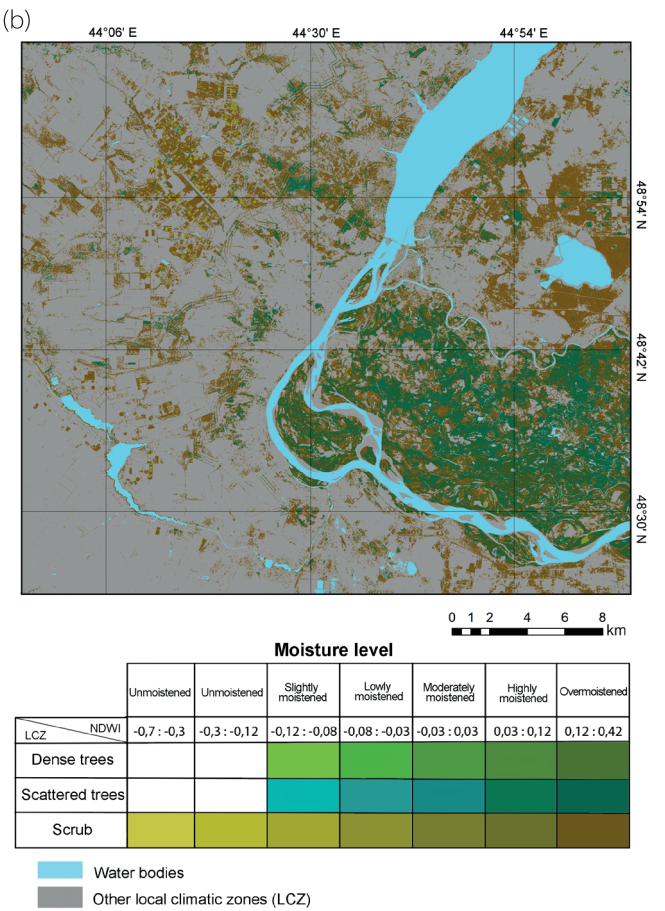 (b)
44°06' E 44°30' E 44°54' E
48°54' N
48°42' N
48°30' N
0 1 2 4 6 8
km
Moisture level
Unmoistened Unmoistened Slightly moistened Lowly moistened Moderately moistened Highly moistened Overmoistened
LCZ NDWI -0,7 : -0,3 -0,3 : -0,12 -0,12 : -0,08 -0,08 : -0,03 -0,03 : 0,03 0,03 : 0,12 0,12 : 0,42
Dense trees
Scattered trees
Scrub
Water bodies
Other local climatic zones (LCZ)